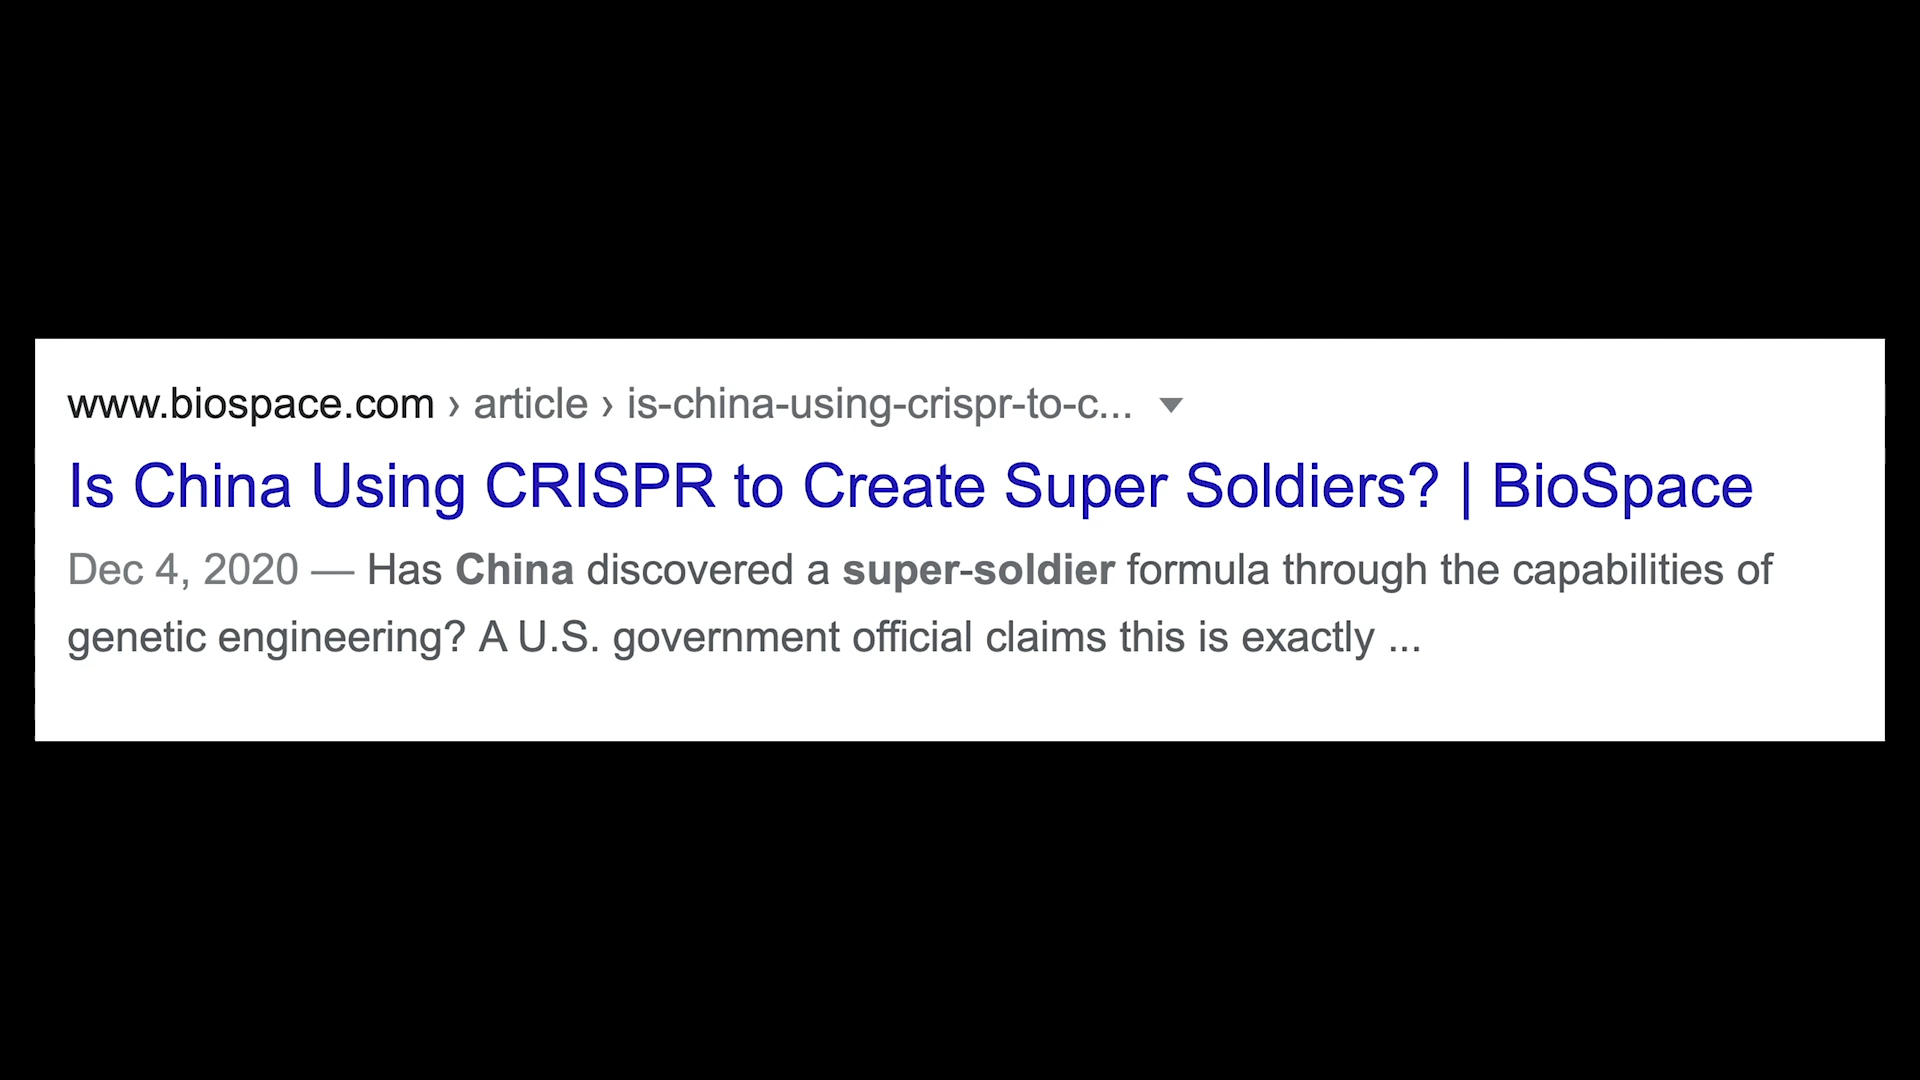 www.biospace.com › article › is-china-using-crispr-to-c...
Is China Using CRISPR to Create Super Soldiers? | BioSpace
Dec 4, 2020 — Has China discovered a super-soldier formula through the capabilities of
genetic engineering? A U.S. government official claims this is exactly ...